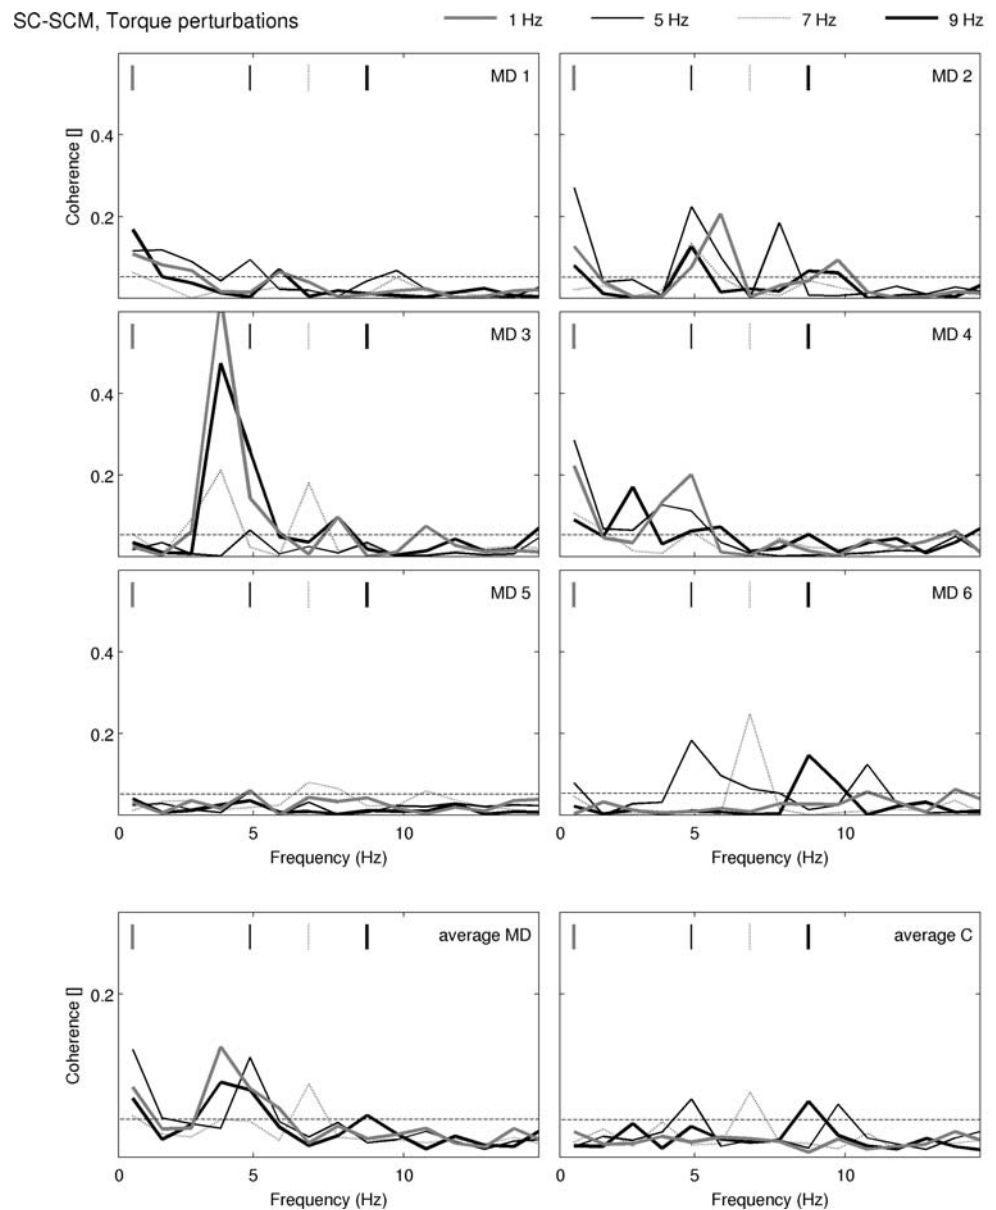 SC-SCM, Torque perturbations 1 Hz 5 Hz 7 Hz 9 Hz
MD 1 MD 2
Coherence []
0.4
0.2
MD 3 MD 4
0.4
0.2
MD 5 MD 6
0.4
0.2
0 5 10 0 5 10
Frequency (Hz) Frequency (Hz)
average MD average C
Coherence []
0.2
0 5 10 0 5 10
Frequency (Hz) Frequency (Hz)